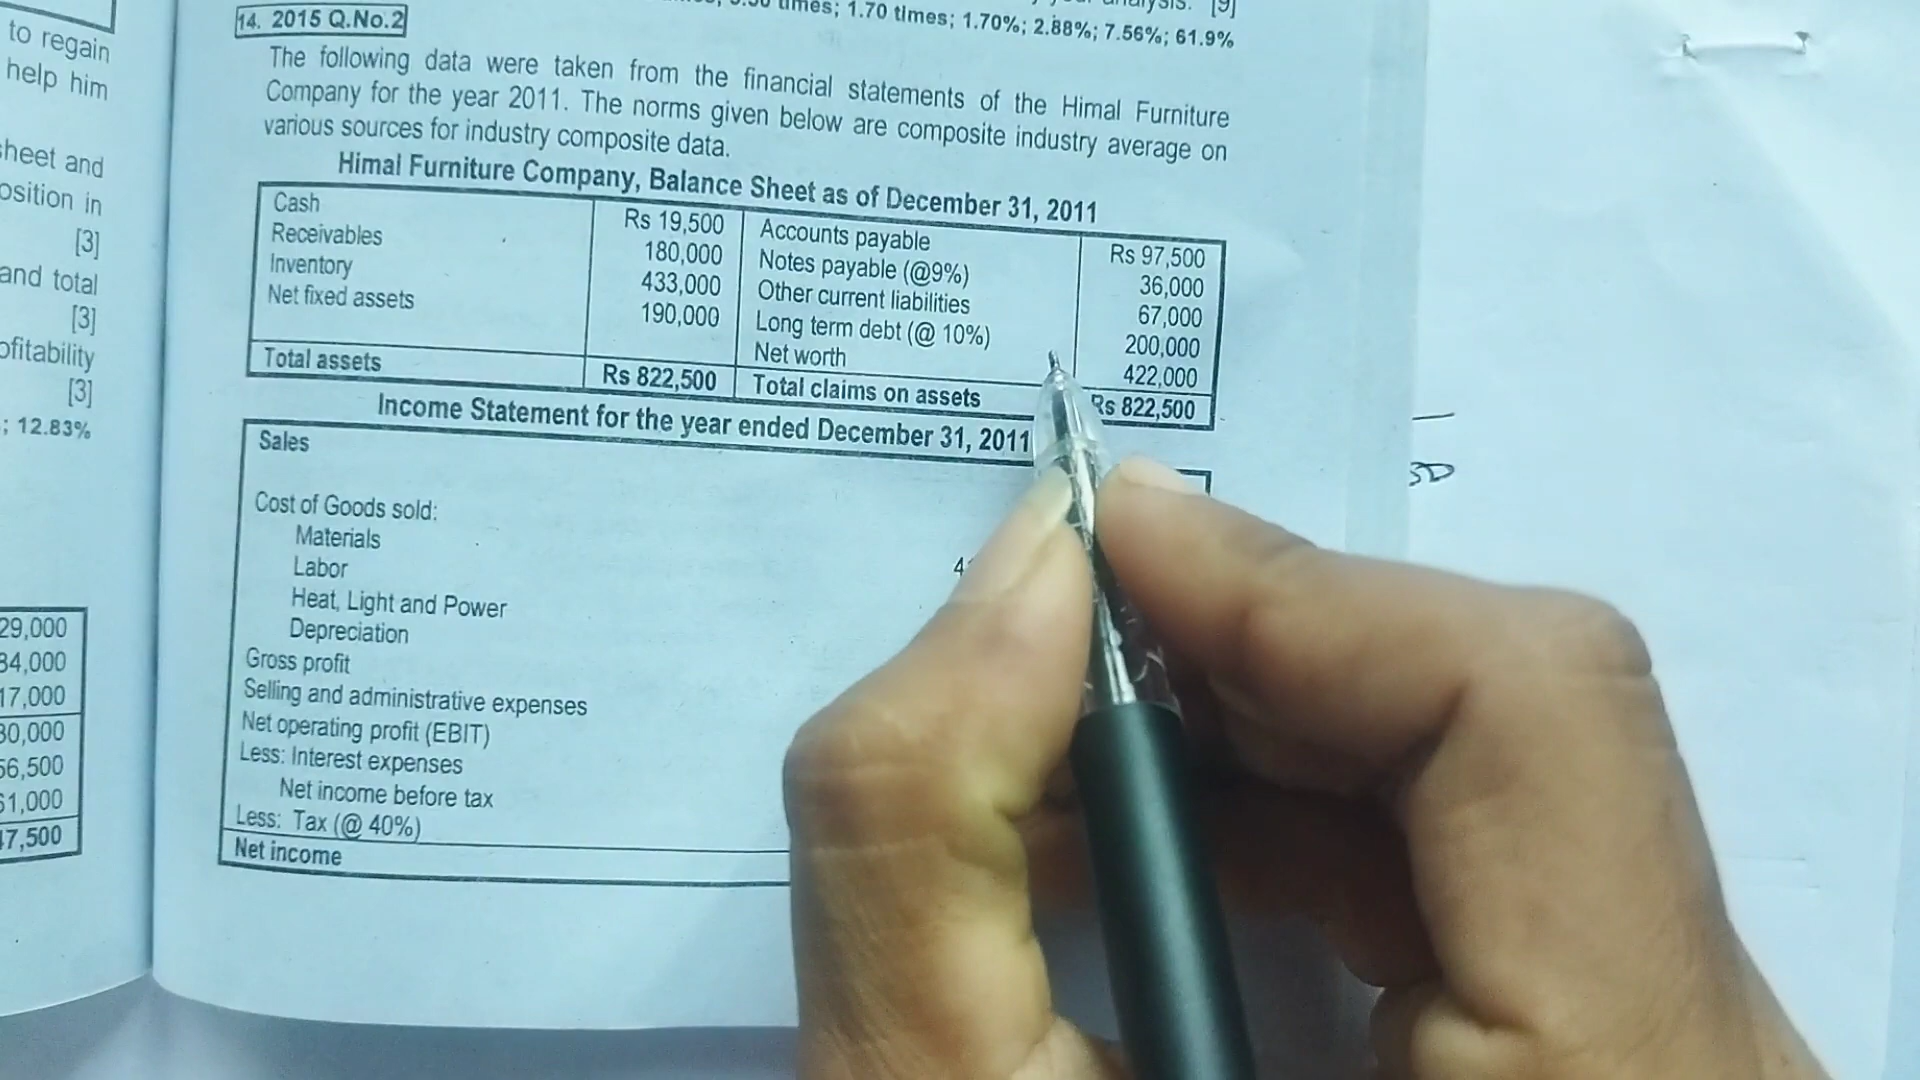 to regain
help him
sheet and
position in
[3]
and total
[3]
ofitability
[3]
; 12.83%
29,000
34,000
17,000
30,000
56,500
51,000
47,500
times; 1.70 times; 1.70%; 2.88%; 7.56%; 61.9%
[9]
14. 2015 Q.No.2
The following data were taken from the financial statements of the Himal Furniture
Company for the year 2011. The norms given below are composite industry average on
various sources for industry composite data.
Himal Furniture Company, Balance Sheet as of December 31, 2011
Cash Rs 19,500 Accounts payable Rs 97,500
Receivables 180,000 Notes payable (@9%) 36,000
Inventory 433,000 Other current liabilities 67,000
Net fixed assets 190,000 Long term debt (@ 10%) 200,000
Net worth 422,000
Total assets Rs 822,500 Total claims on assets Rs 822,500
Income Statement for the year ended December 31, 2011
Sales
Cost of Goods sold:
Materials
Labor
Heat, Light and Power
Depreciation
Gross profit
Selling and administrative expenses
Net operating profit (EBIT)
Less: Interest expenses
Net income before tax
Less: Tax (@ 40%)
Net income